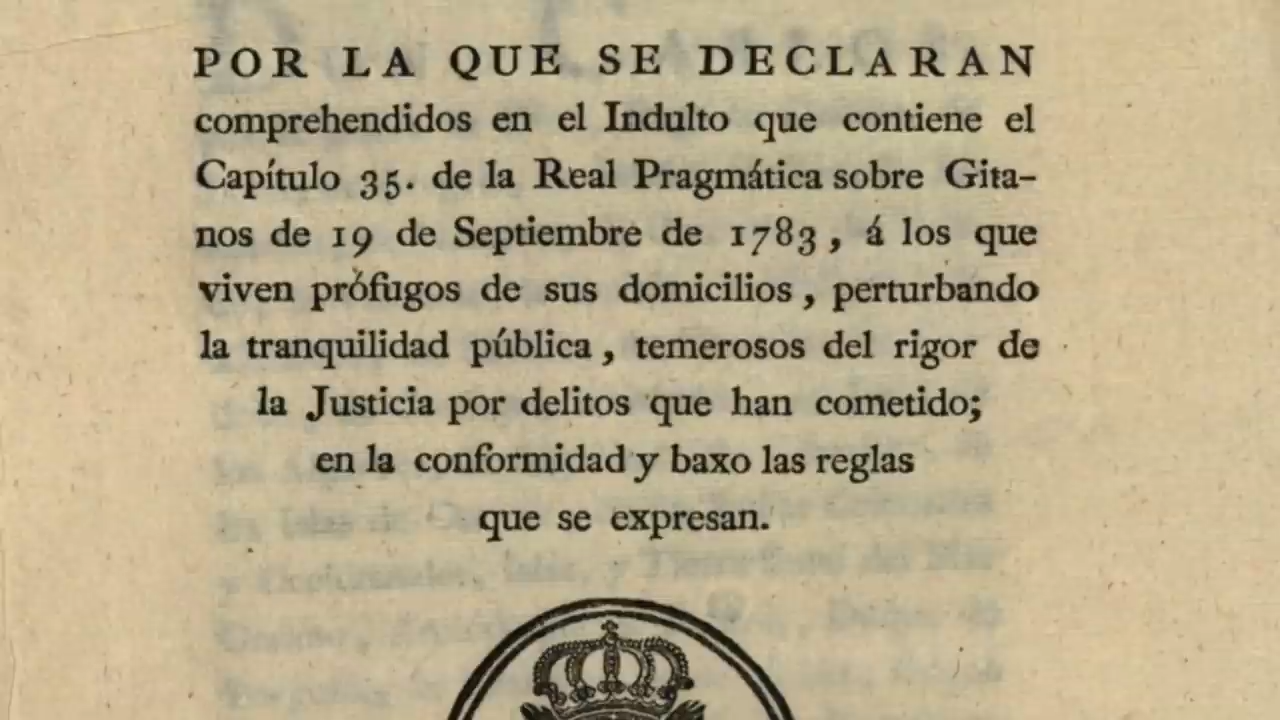 POR LA QUE SE DECLARAN
comprehendidos en el Indulto que contiene el
Capítulo 35. de la Real Pragmática sobre Gita-
nos de 19 de Septiembre de 1783, á los que
viven prófugos de sus domicilios, perturbando
la tranquilidad pública, temerosos del rigor de
la Justicia por delitos que han cometido;
en la conformidad y baxo las reglas
que se expresan.